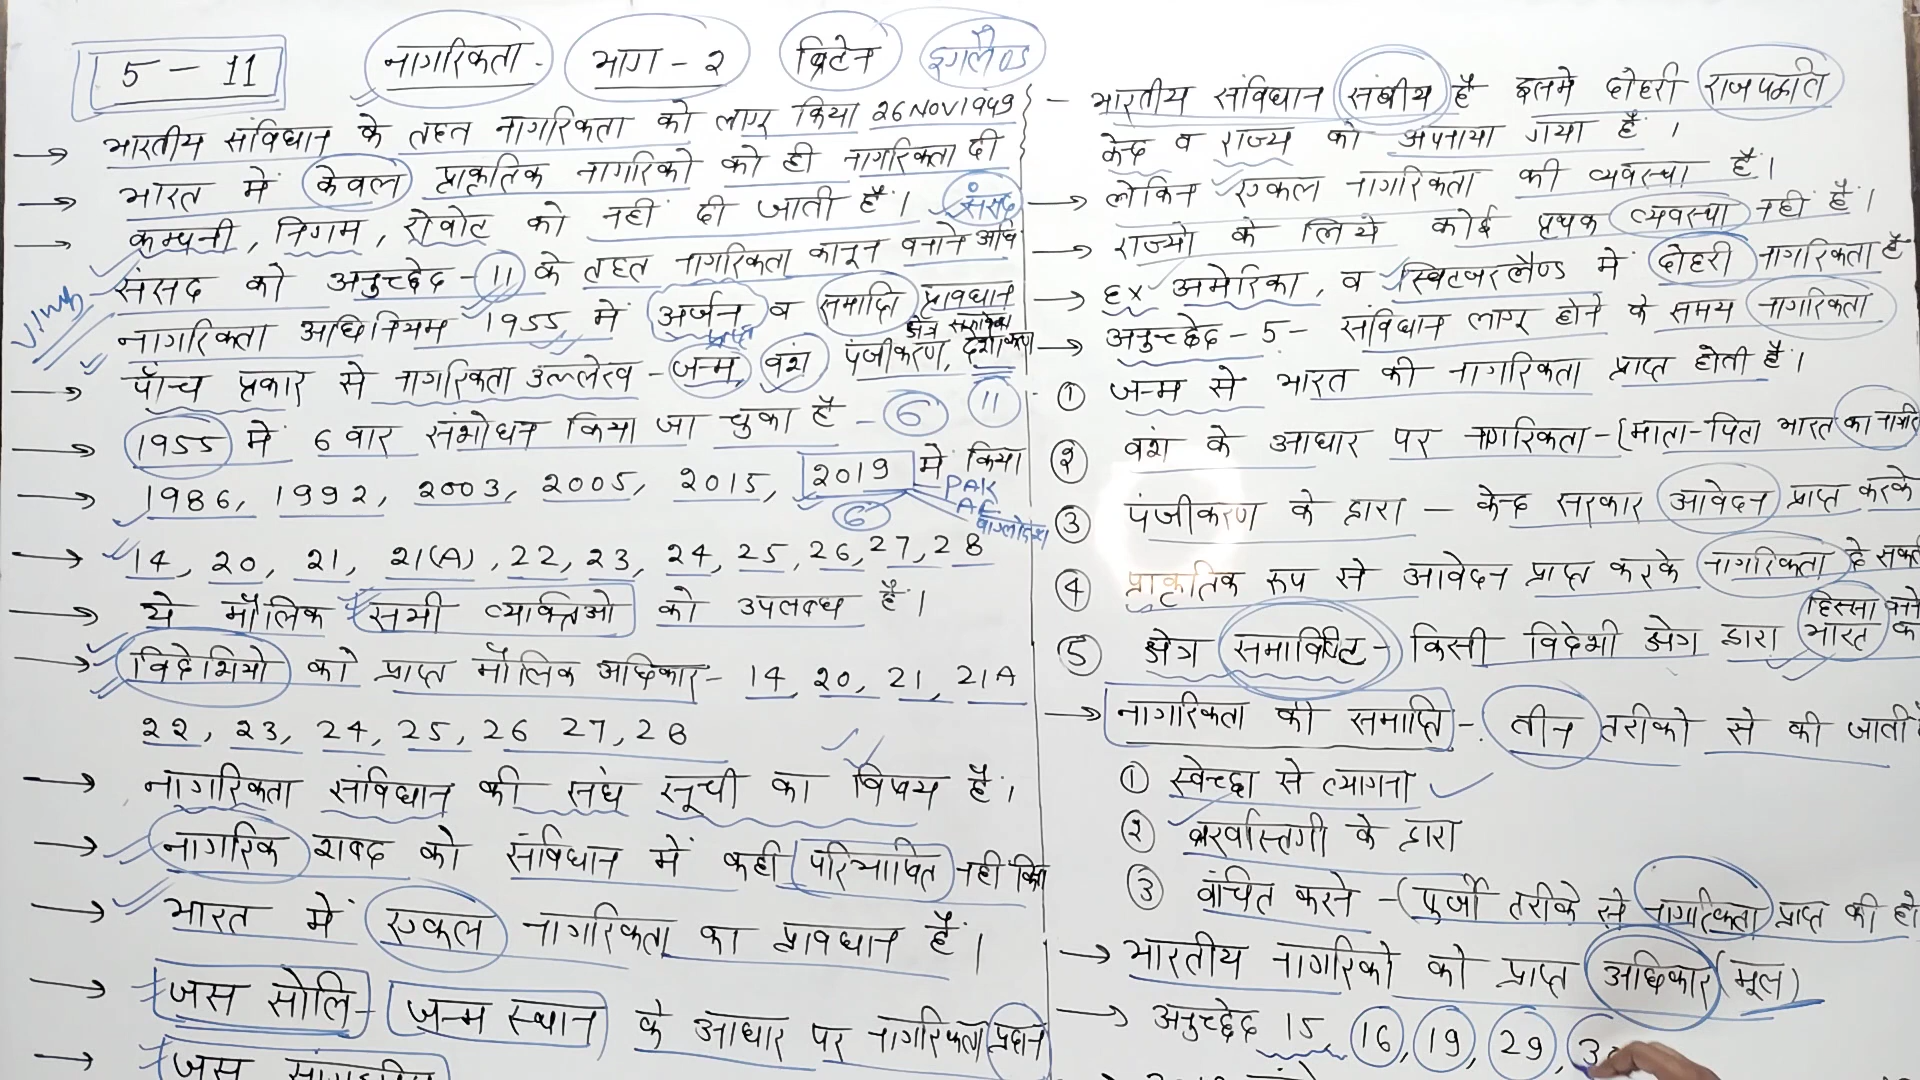 5 - 11 नागरिकता - भाग - २ ब्रिटेन इंग्लैण्ड
→ भारतीय संविधान के तहत नागरिकता को लागू किया 26 NOV 1949
→ भारत में केवल प्राकृतिक नागरिको को ही नागरिकता दी
→ कम्पनी, निगम, रोवोट को नहीं दी जाती है। संसद
संसद को अनुच्छेद - 11 के तहत नागरिकता कानून बनाने अधि
नागरिकता अधिनियम 1955 में अर्जन व समाप्ति प्रावधान
→ पाँच प्रकार से नागरिकता उल्लेख - जन्म, वंश पंजीकरण,
→ 1955 में 6 वार संभोधन किया जा चुका है - 6 11
→ 1986, 1992, 2003, 2005, 2015, 2019 में किया
6 PAK
AF
→ 14, 20, 21, 21(A), 22, 23, 24, 25, 26, 27, 28
→ ये मौलिक सभी व्यक्तिओ को उपलब्ध है।
→ विदेशियो को प्राप्त मौलिक अधिकार - 14, 20, 21, 21A
22, 23, 24, 25, 26 27, 28
→ नागरिकता संविधान की संघ सूची का विषय है।
→ नागरिक शब्द को संविधान में कही परिभाषित नहीं किया
→ भारत में एकल नागरिकता का प्रावधान है।
→ जस सोलि - जन्म स्थान के आधार पर नागरिकता प्रदान
→ जस
- भारतीय संविधान संघीय है इसमे दोहरी राजपद्धति
केन्द्र व राज्य को अपनाया गया है।
→ लेकिन एकल नागरिकता की व्यवस्था है।
→ राज्यो के लिये कोई पृथक व्यवस्था नहीं है।
→ Ex अमेरिका, व स्विटजरलैण्ड में दोहरी नागरिकता है
→ अनुच्छेद - 5 - संविधान लागू होने के समय नागरिकता
① जन्म से भारत की नागरिकता प्राप्त होती है।
② वंश के आधार पर नागरिकता - (माता-पिता भारत का
③ पंजीकरण के द्वारा - केन्द्र सरकार आवेदन प्राप्त करके
④ प्राकृतिक रूप से आवेदन प्राप्त करके नागरिकता दे
हिस्सा
⑤ क्षेत्र किसी विदेशी क्षेत्र द्वारा भारत का
→ नागरिकता की समाप्ति - तीन तरीको से की जाती
① स्वेच्छा से त्यागना
② बरर्वास्तगी के द्वारा
③ वंचित करने - (फर्जी तरीके से नागरिकता प्राप्त की हो
→ भारतीय नागरिको को प्राप्त अधिकार (मूल)
→ अनुच्छेद 15, 16, 19, 29,